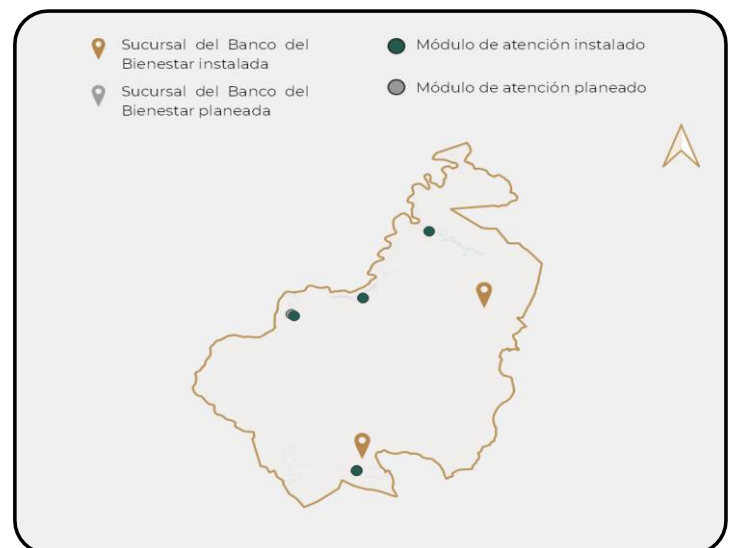 Sucursal del Banco del
Bienestar instalada
Sucursal del Banco del
Bienestar planeada
Módulo de atención instalado
Módulo de atención planeado